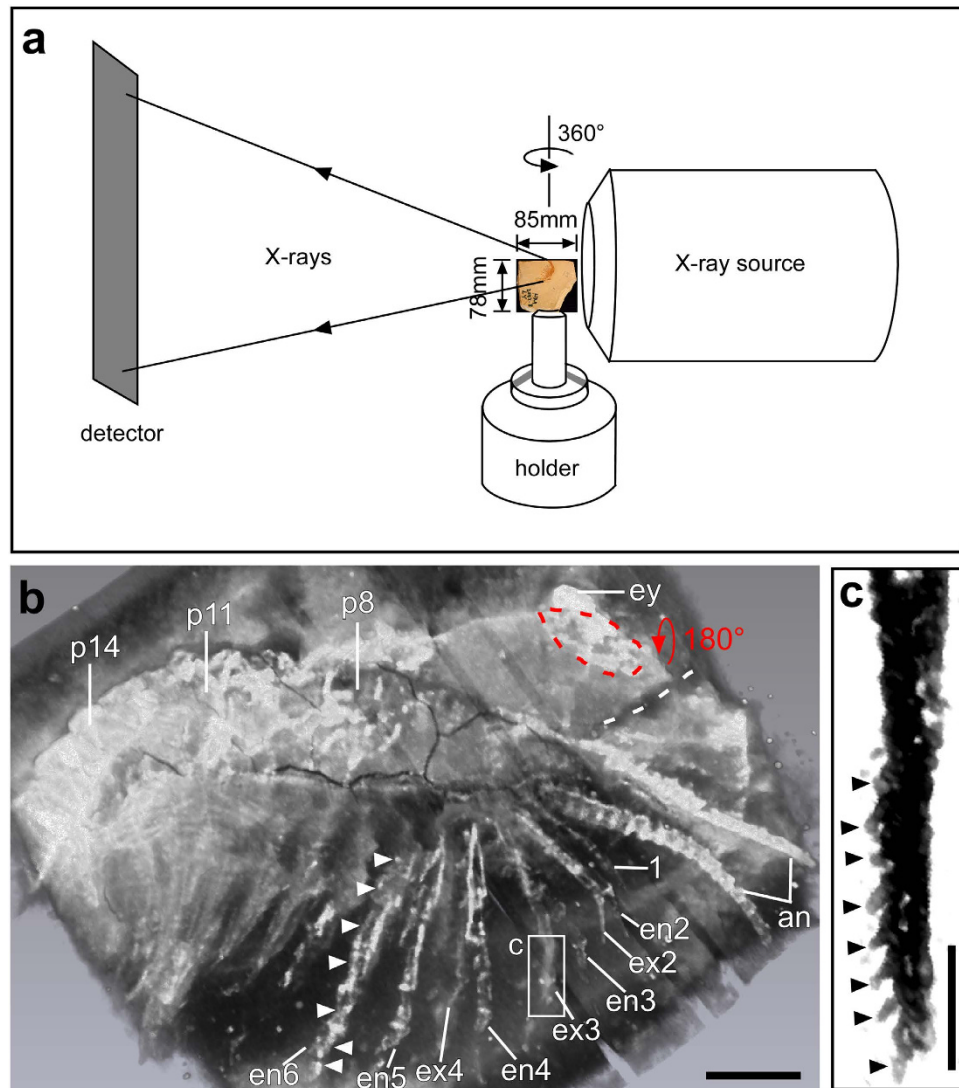 a
360°
85mm
X-rays
X-ray source
78mm
detector
holder
b
ey
c
p8
p11
180°
p14
1
an
en2
c
ex2
en3
ex3
en6
en5
ex4
en4